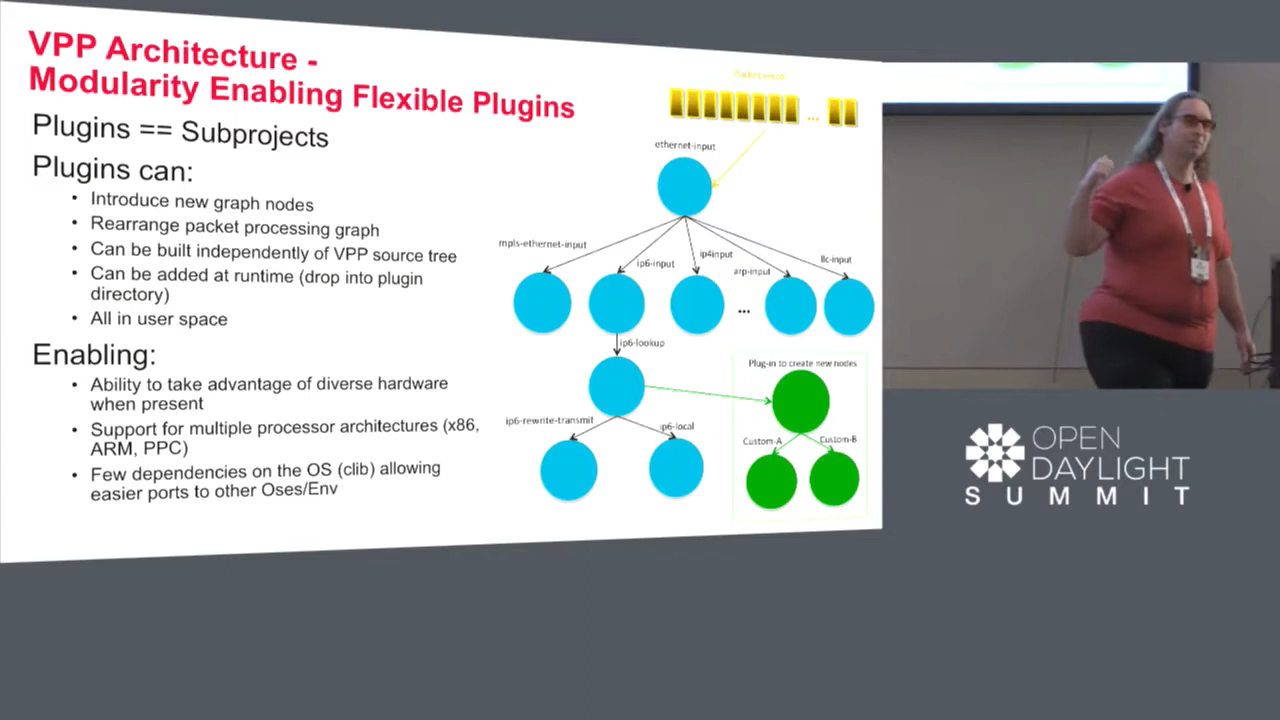 VPP Architecture -
Modularity Enabling Flexible Plugins
Plugins == Subprojects
Plugins can:
• Introduce new graph nodes
• Rearrange packet processing graph
• Can be built independently of VPP source tree
• Can be added at runtime (drop into plugin
directory)
• All in user space
Enabling:
• Ability to take advantage of diverse hardware
when present
• Support for multiple processor architectures (x86,
ARM, PPC)
• Few dependencies on the OS (clib) allowing
easier ports to other Oses/Env
Packet vector
...
ethernet-input
mpls-ethernet-input
ip6-input
ip4input
arp-input
llc-input
...
ip6-lookup
ip6-rewrite-transmit
ip6-local
Plug-in to create new nodes
Custom-A
Custom-B
OPEN
DAYLIGHT
SUMMIT